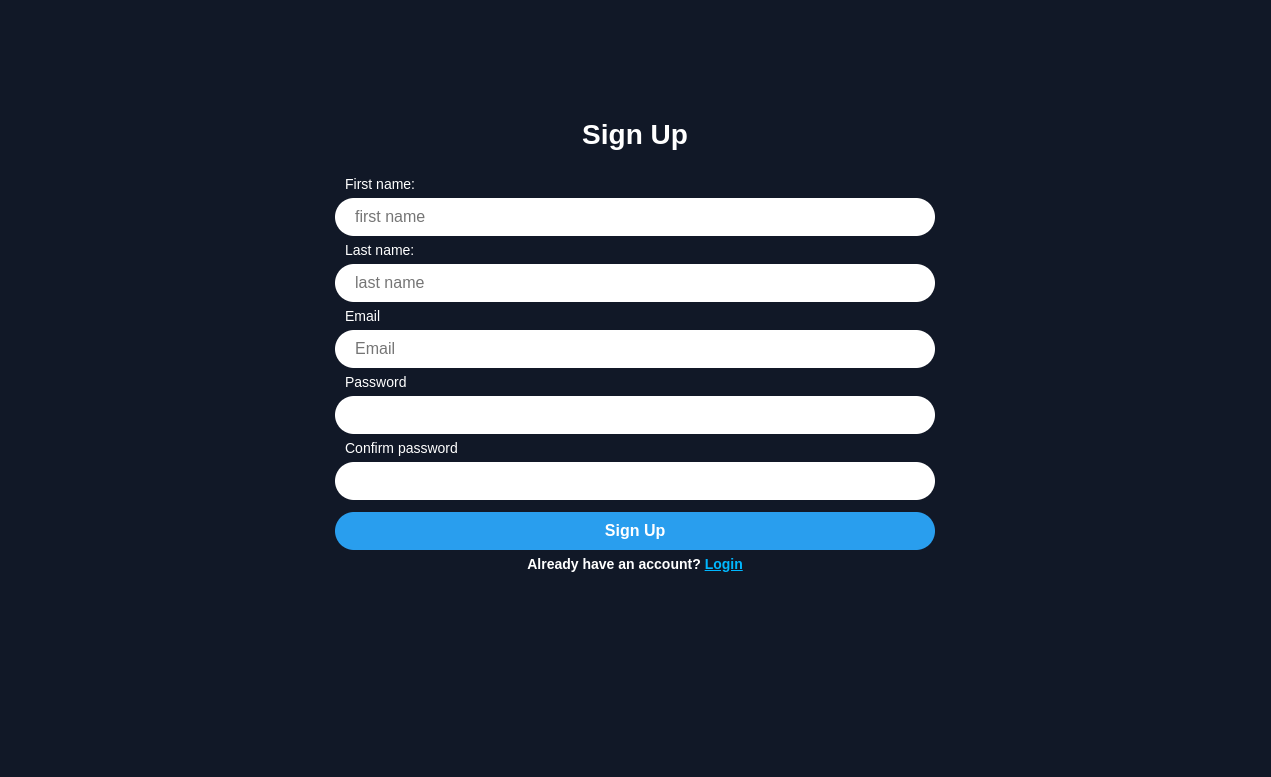 Sign Up
First name:
first name
Last name:
last name
Email
Email
Password
Confirm password
Sign Up
Already have an account? Login